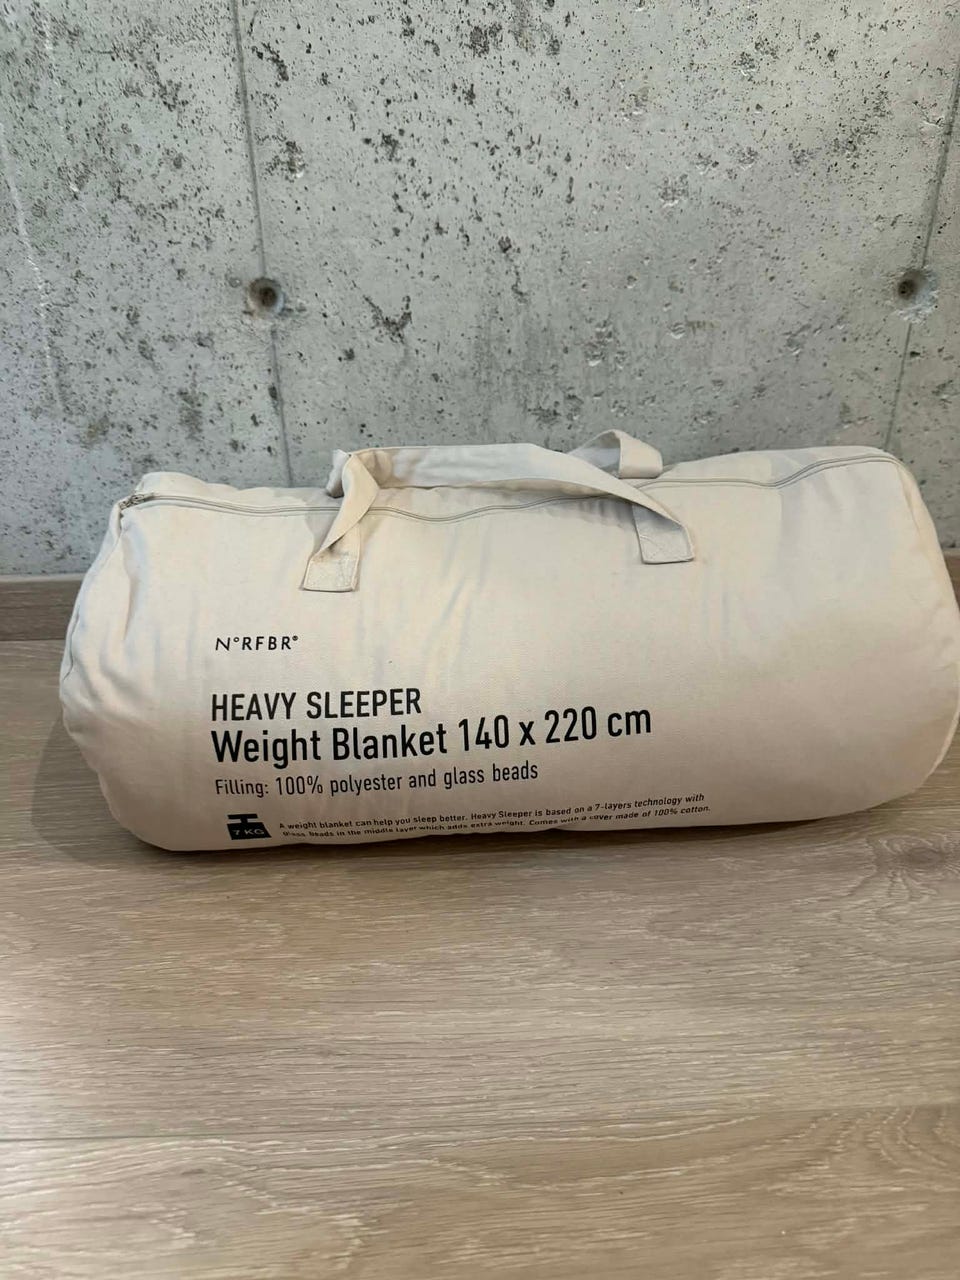 N°RFBR®
HEAVY SLEEPER
Weight Blanket 140 x 220 cm
Filling: 100% polyester and glass beads
7 KG
A weight blanket can help you sleep better. Heavy Sleeper is based on a 7-layers technology with
glass beads in the middle layer which adds extra weight. Comes with a cover made of 100% cotton.